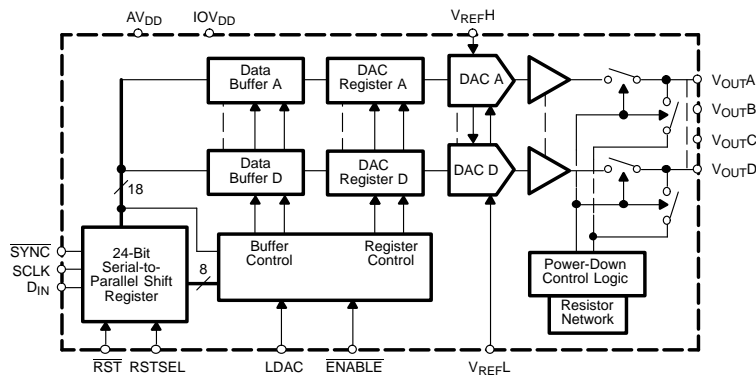 AVDD IOVDD VREFH
Data Buffer A
DAC Register A
DAC A
VOUTA
VOUTB
VOUTC
VOUTD
Data Buffer D
DAC Register D
DAC D
18
SYNC
SCLK
DIN
24-Bit
Serial-to-
Parallel Shift
Register
8
Buffer
Control
Register
Control
Power-Down
Control Logic
Resistor
Network
RST RSTSEL LDAC ENABLE VREFL